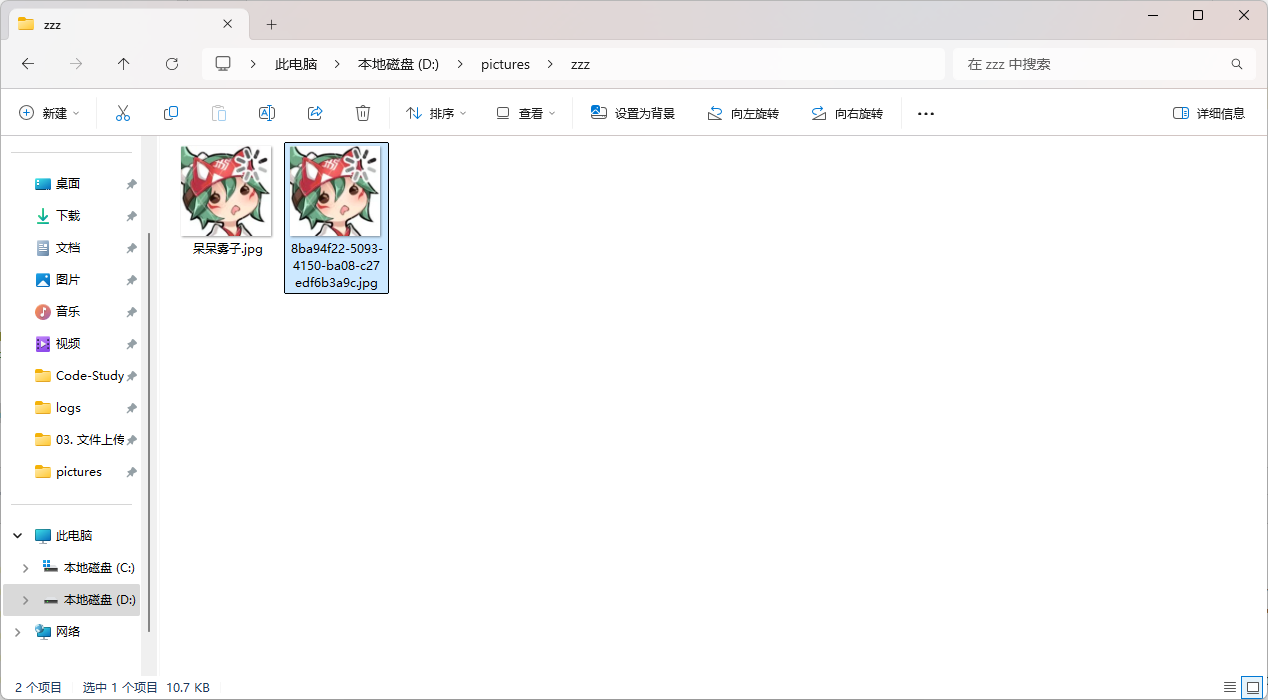 zzz
此电脑
本地磁盘 (D:)
pictures
zzz
在 zzz 中搜索
新建
排序
查看
设置为背景
向左旋转
向右旋转
详细信息
桌面
下载
文档
图片
音乐
视频
Code-Study
logs
03. 文件上传
pictures
此电脑
本地磁盘 (C:)
本地磁盘 (D:)
网络
呆呆雾子.jpg
8ba94f22-5093-
4150-ba08-c27
edf6b3a9c.jpg
2 个项目
选中 1 个项目 10.7 KB